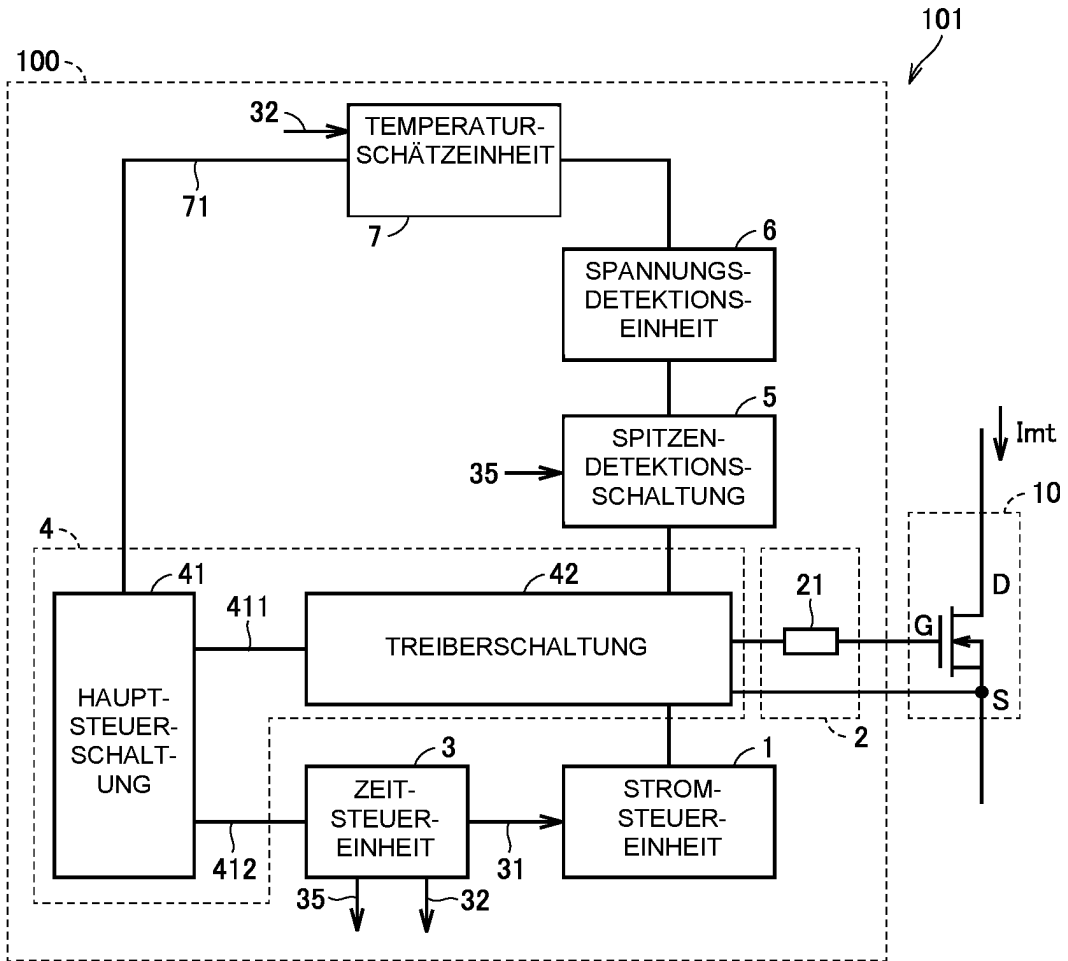 101
100
32
TEMPERATUR-
SCHÄTZEINHEIT
71
7
6
SPANNUNGS-
DETEKTIONS-
EINHEIT
5
SPITZEN-
DETEKTIONS-
SCHALTUNG
35
Imt
10
4
41
42
21
D
G
S
411
TREIBERSCHALTUNG
HAUPT-
STEUER-
SCHALT-
UNG
2
3
1
ZEIT-
STEUER-
EINHEIT
STROM-
STEUER-
EINHEIT
412
31
35
32